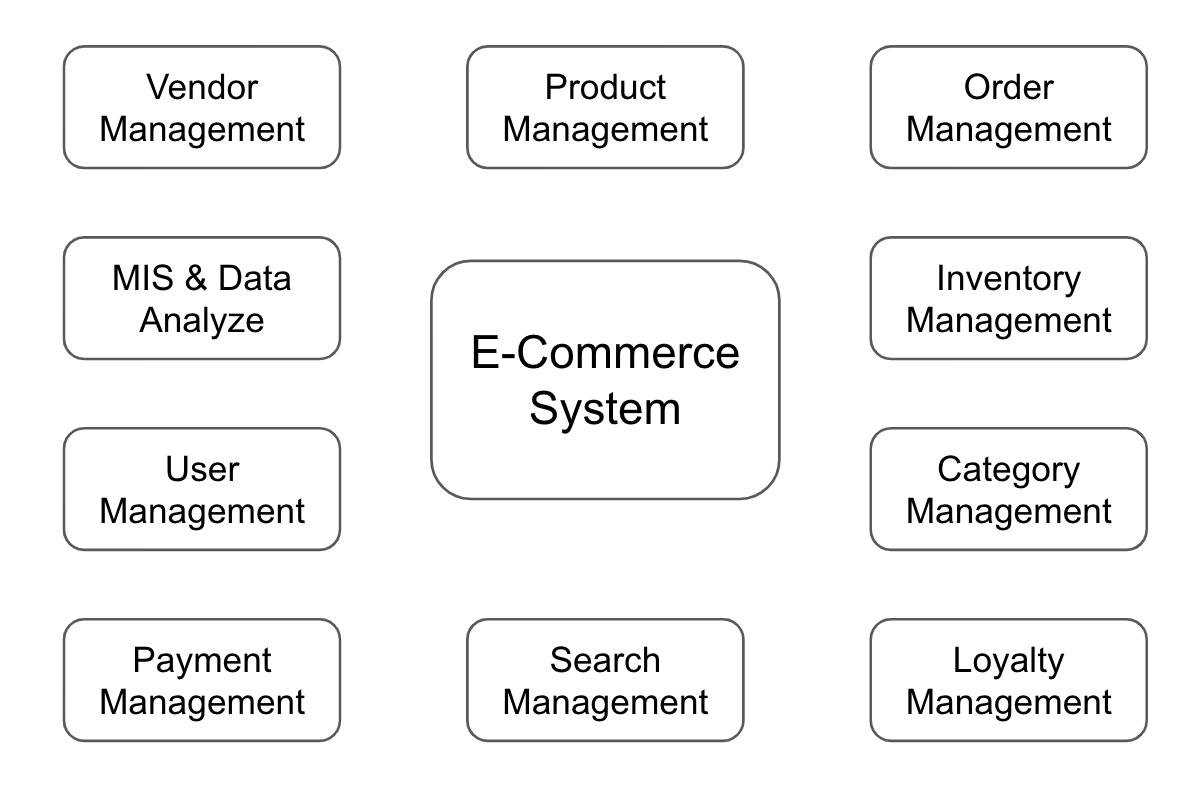 Vendor
Management
Product
Management
Order
Management
MIS & Data
Analyze
E-Commerce
System
Inventory
Management
User
Management
Category
Management
Payment
Management
Search
Management
Loyalty
Management